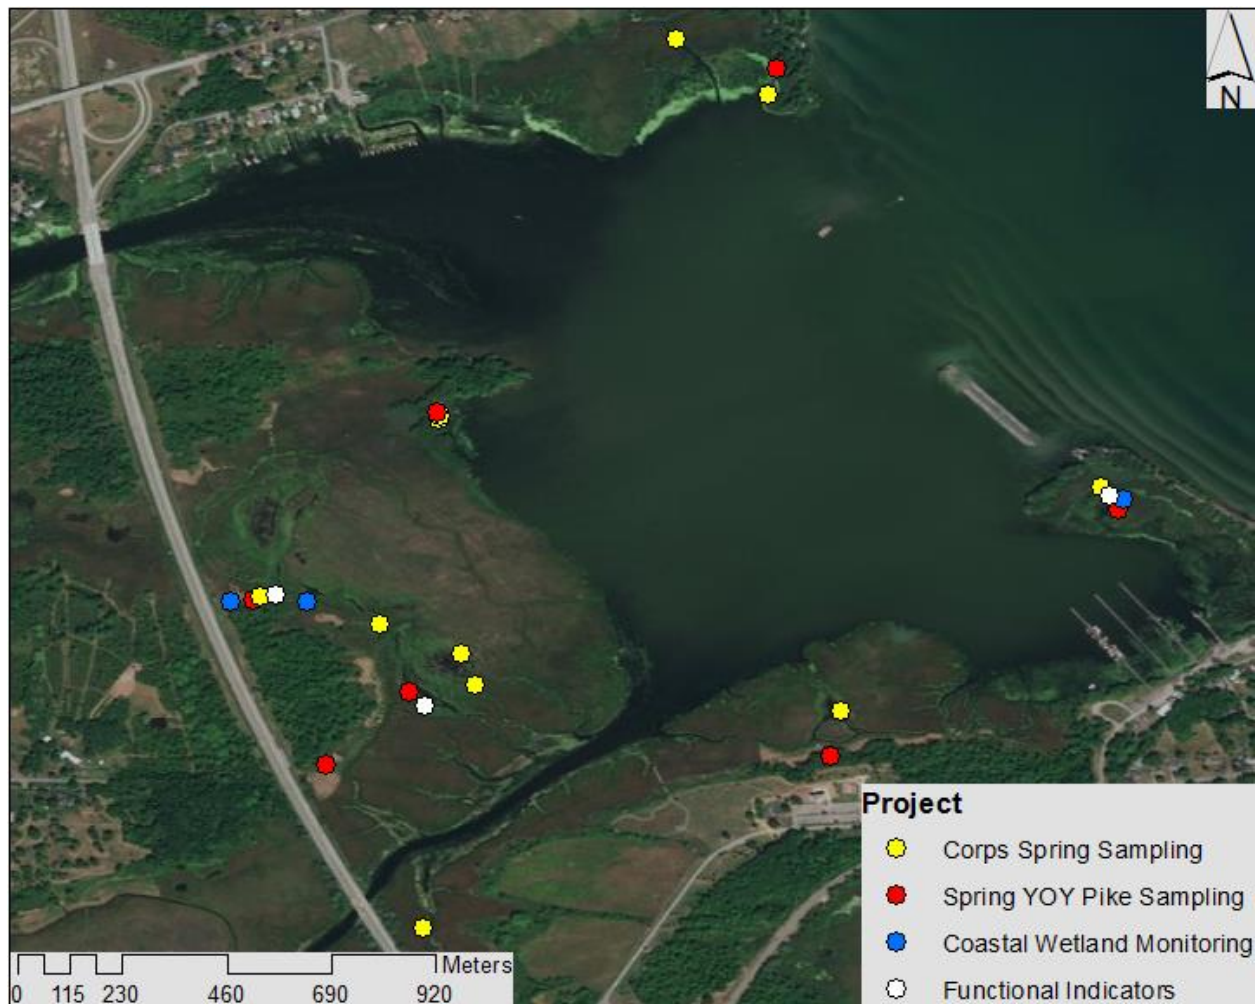 N
Project
Corps Spring Sampling
Spring YOY Pike Sampling
Coastal Wetland Monitoring
Functional Indicators
Meters
0 115 230 460 690 920